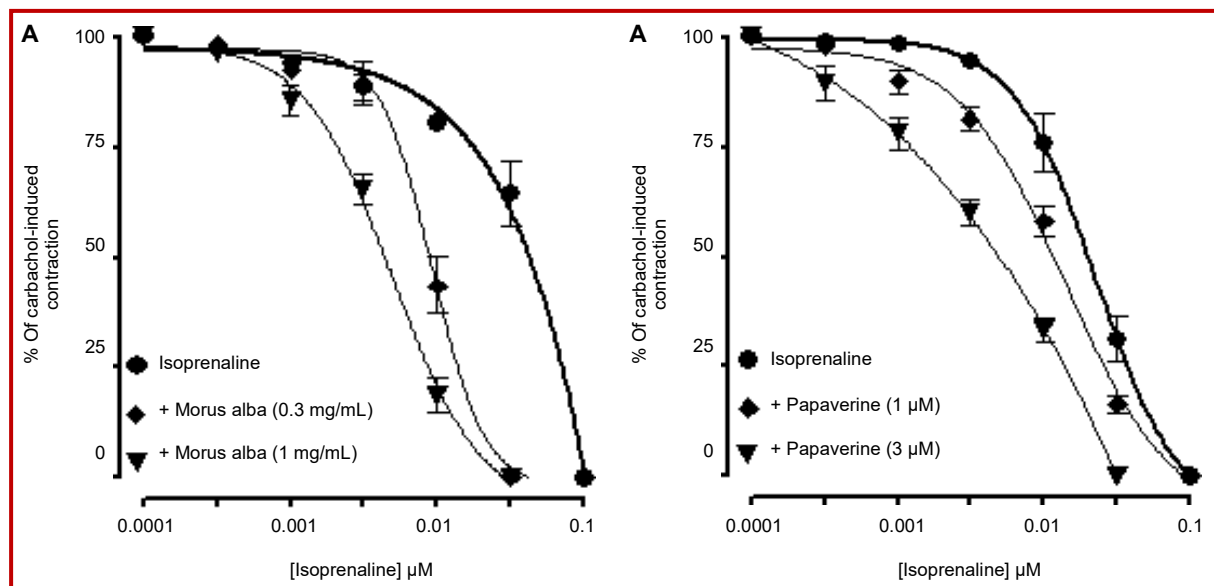 A
100
75
50
25
0
% Of carbachol-induced
contraction
Isoprenaline
+ Morus alba (0.3 mg/mL)
+ Morus alba (1 mg/mL)
0.0001
0.001
0.01
0.1
[Isoprenaline] µM
A
100
75
50
25
0
% Of carbachol-induced
contraction
Isoprenaline
+ Papaverine (1 µM)
+ Papaverine (3 µM)
0.0001
0.001
0.01
0.1
[Isoprenaline] µM